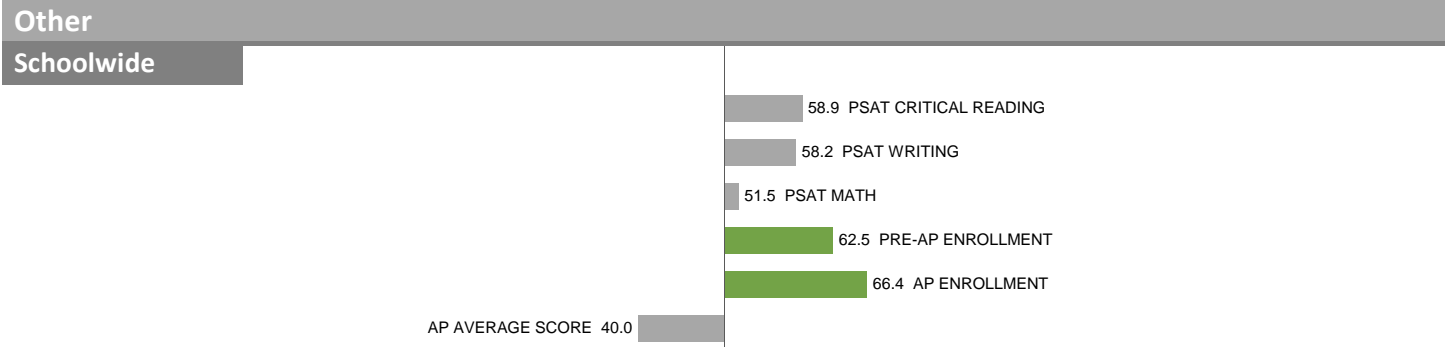 Other
Schoolwide
58.9 PSAT CRITICAL READING
58.2 PSAT WRITING
51.5 PSAT MATH
62.5 PRE-AP ENROLLMENT
66.4 AP ENROLLMENT
AP AVERAGE SCORE 40.0